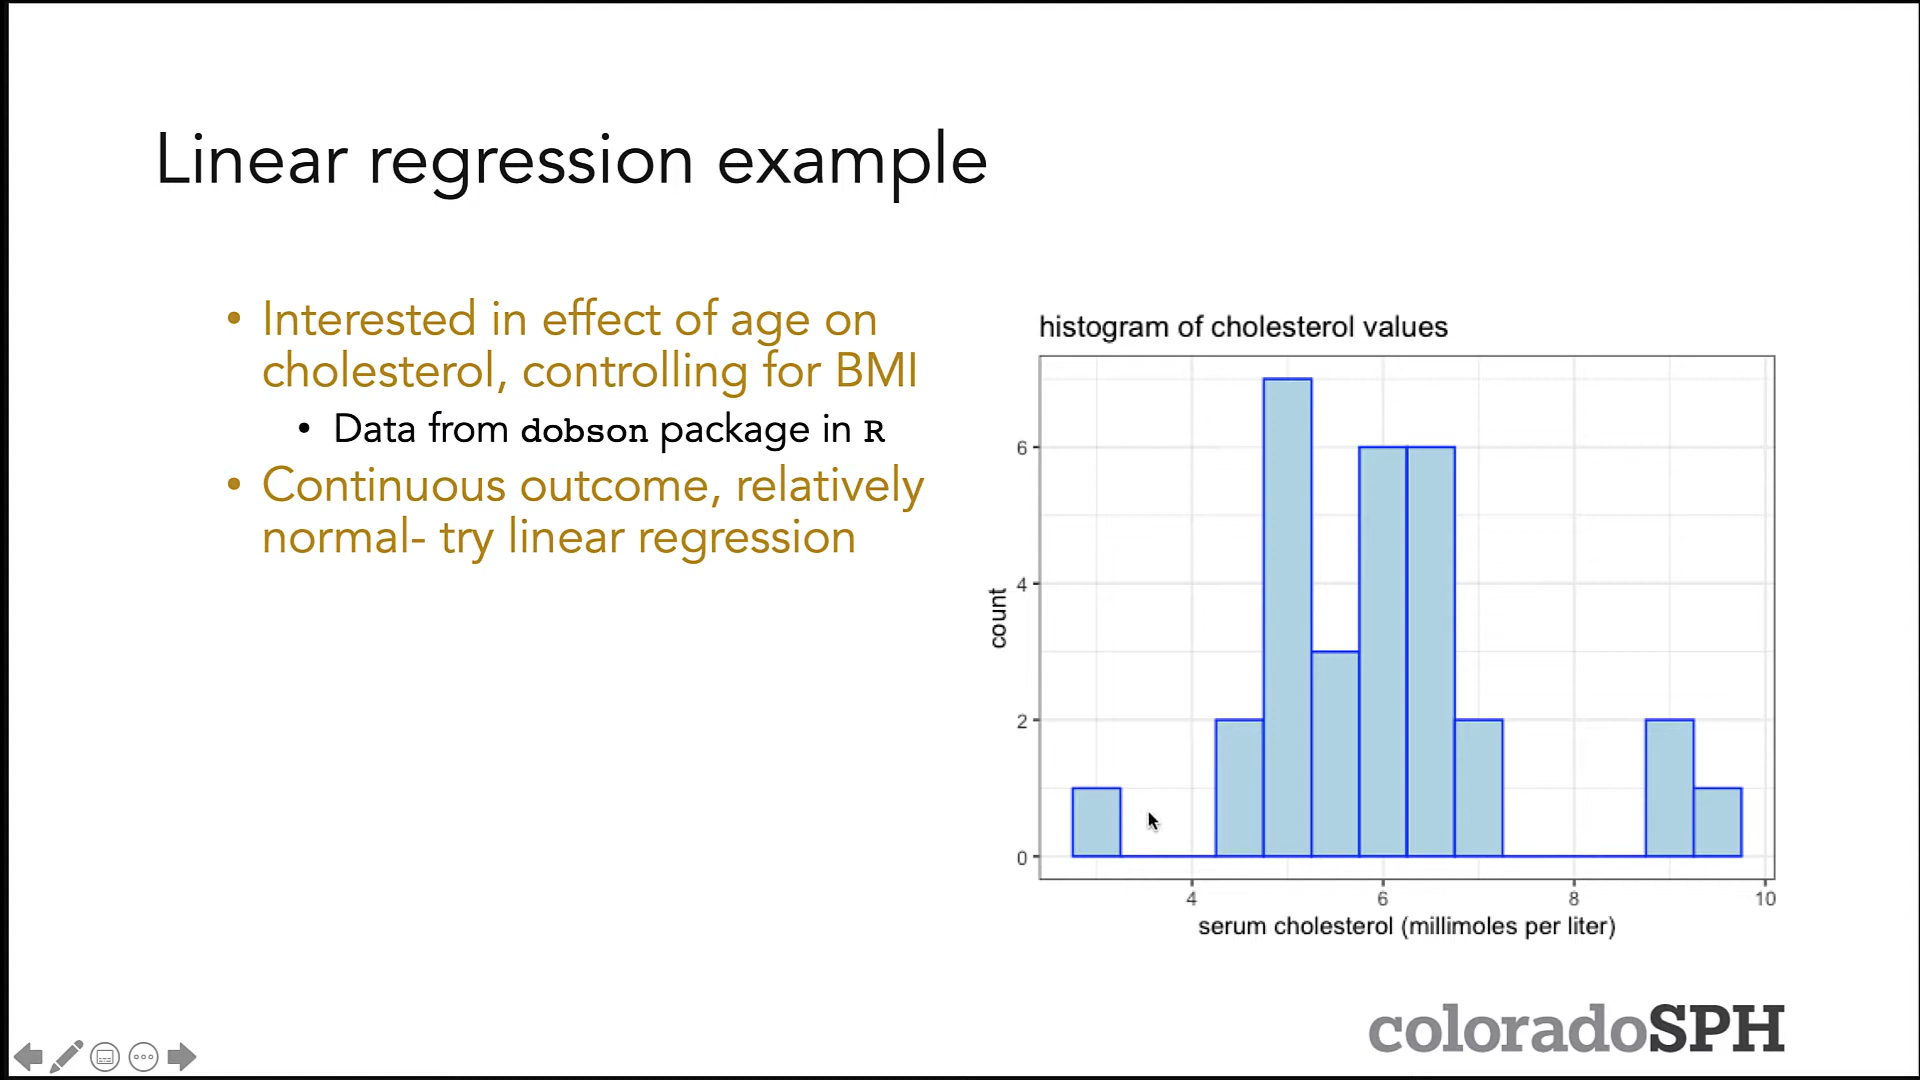 Linear regression example
• Interested in effect of age on
cholesterol, controlling for BMI
• Data from dobson package in R
• Continuous outcome, relatively
normal- try linear regression
histogram of cholesterol values
6
4
2
0
count
4 6 8 10
serum cholesterol (millimoles per liter)
coloradoSPH